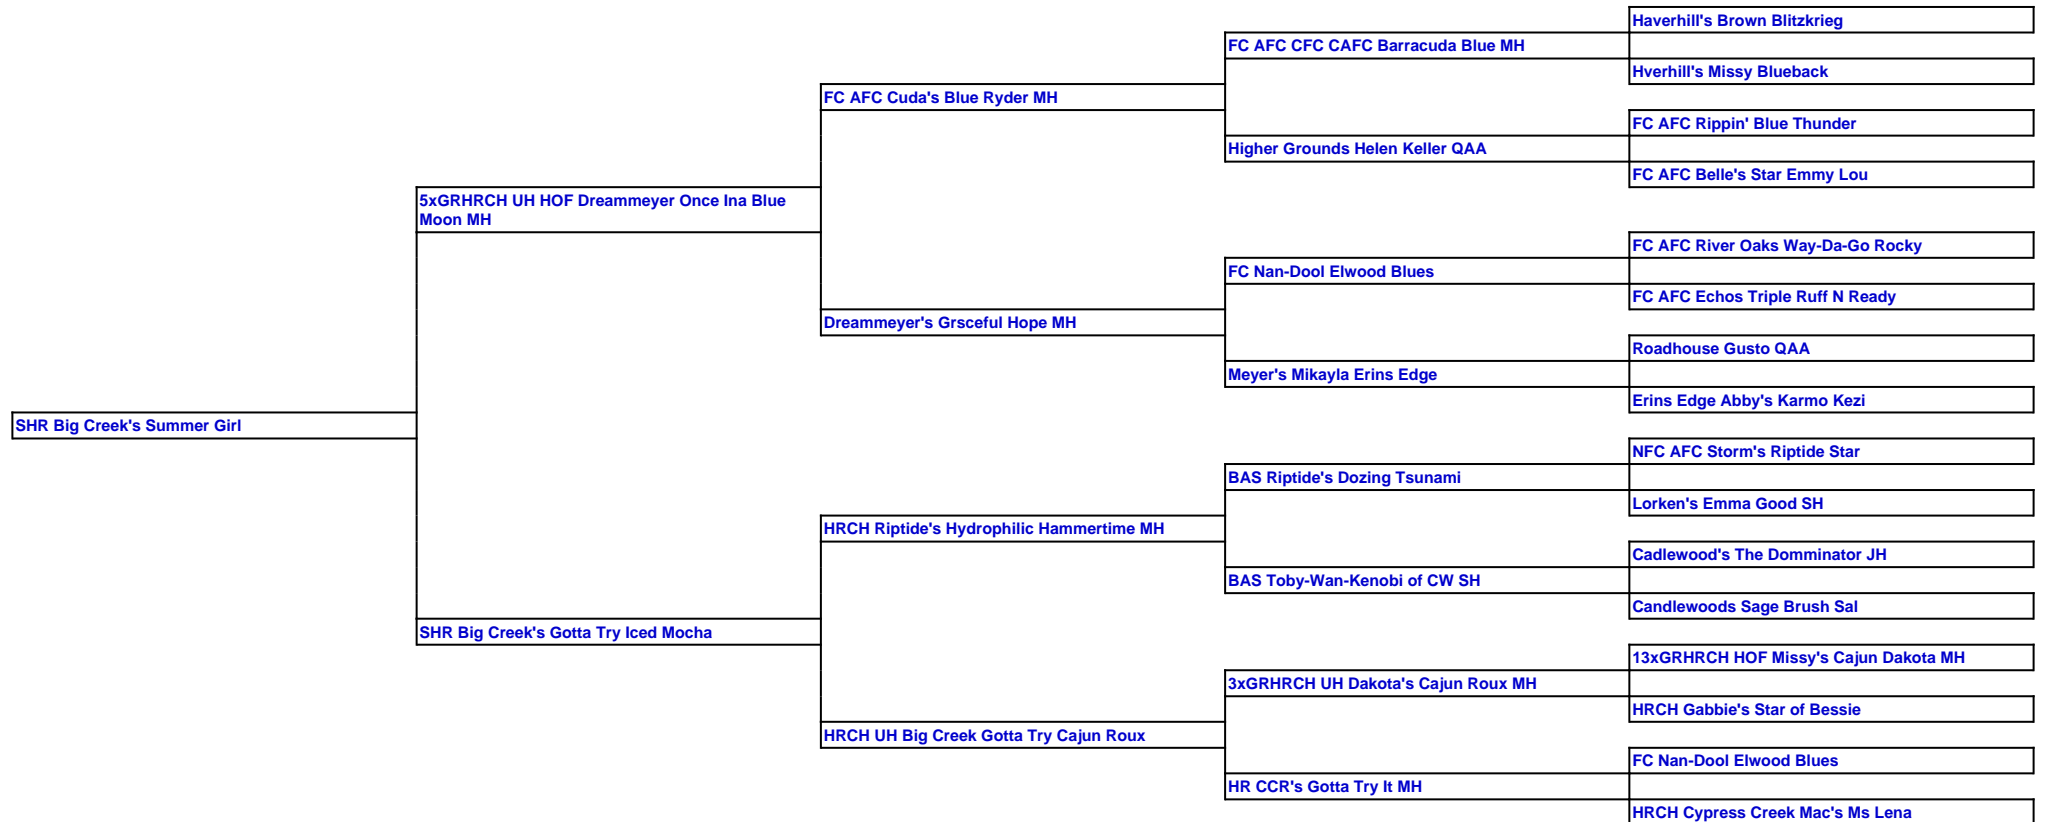 Haverhill's Brown Blitzkrieg
FC AFC CFC CAFC Barracuda Blue MH
Hverhill's Missy Blueback
FC AFC Cuda's Blue Ryder MH
FC AFC Rippin' Blue Thunder
Higher Grounds Helen Keller QAA
FC AFC Belle's Star Emmy Lou
5xGRHRCH UH HOF Dreammeyer Once Ina Blue
Moon MH
FC AFC River Oaks Way-Da-Go Rocky
FC Nan-Dool Elwood Blues
FC AFC Echos Triple Ruff N Ready
Dreammeyer's Grsceful Hope MH
Roadhouse Gusto QAA
Meyer's Mikayla Erins Edge
Erins Edge Abby's Karmo Kezi
SHR Big Creek's Summer Girl
NFC AFC Storm's Riptide Star
BAS Riptide's Dozing Tsunami
Lorken's Emma Good SH
HRCH Riptide's Hydrophilic Hammertime MH
Cadlewood's The Domminator JH
BAS Toby-Wan-Kenobi of CW SH
Candlewoods Sage Brush Sal
SHR Big Creek's Gotta Try Iced Mocha
13xGRHRCH HOF Missy's Cajun Dakota MH
3xGRHRCH UH Dakota's Cajun Roux MH
HRCH Gabbie's Star of Bessie
HRCH UH Big Creek Gotta Try Cajun Roux
FC Nan-Dool Elwood Blues
HR CCR's Gotta Try It MH
HRCH Cypress Creek Mac's Ms Lena